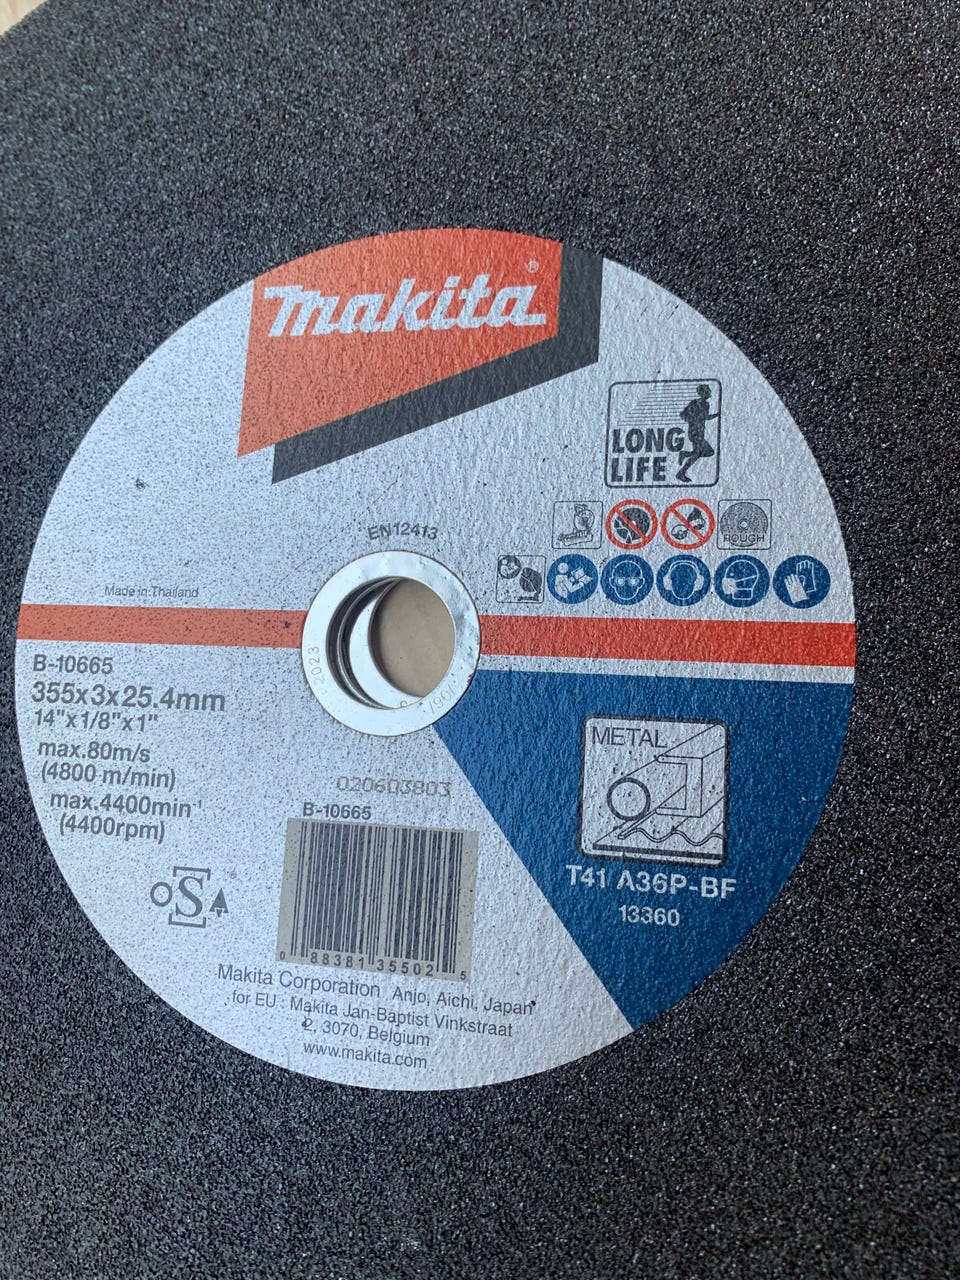 makita®
LONG
LIFE
EN12413
ROUGH
Made in Thailand
2023
B-10665
355x3x25.4mm
14"x1/8"x1"
max.80m/s
(4800 m/min)
max.4400min⁻¹
(4400rpm)
METAL
T41 A36P-BF
13360
020603803
B-10665
S
0 88381 35502 5
Makita Corporation Anjo, Aichi, Japan
for EU : Makita Jan-Baptist Vinkstraat
2, 3070, Belgium
www.makita.com